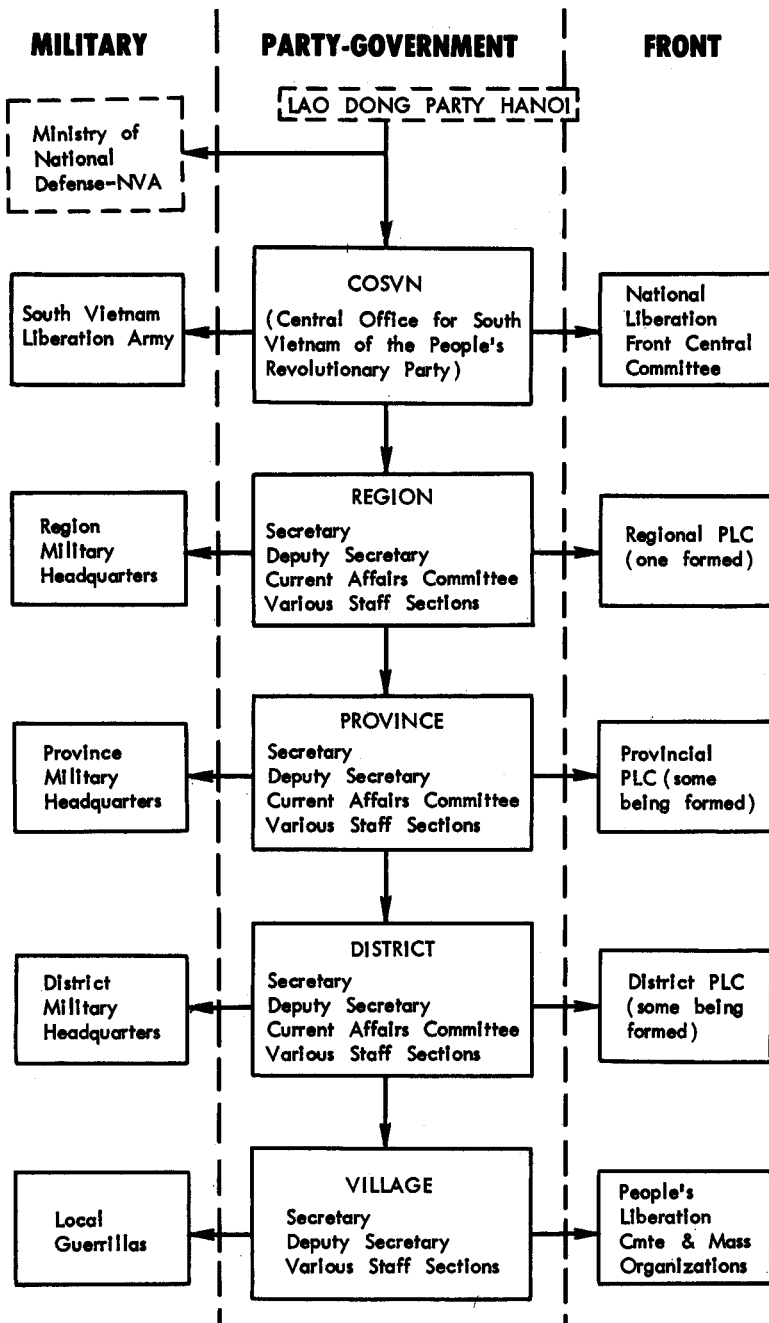 MILITARY
PARTY-GOVERNMENT
FRONT
LAO DONG PARTY HANOI
Ministry of
National
Defense-NVA
South Vietnam
Liberation Army
COSVN
(Central Office for South
Vietnam of the People's
Revolutionary Party)
National
Liberation
Front Central
Committee
Region
Military
Headquarters
REGION
Secretary
Deputy Secretary
Current Affairs Committee
Various Staff Sections
Regional PLC
(one formed)
Province
Military
Headquarters
PROVINCE
Secretary
Deputy Secretary
Current Affairs Committee
Various Staff Sections
Provincial
PLC (some
being formed)
District
Military
Headquarters
DISTRICT
Secretary
Deputy Secretary
Current Affairs Committee
Various Staff Sections
District PLC
(some being
formed)
Local
Guerrillas
VILLAGE
Secretary
Deputy Secretary
Various Staff Sections
People's
Liberation
Cmte & Mass
Organizations